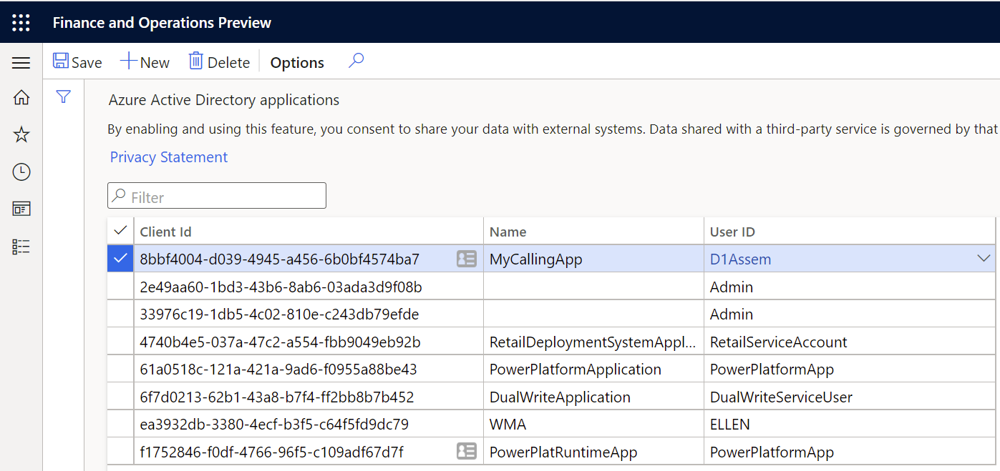 Finance and Operations Preview
Save New Delete Options
Azure Active Directory applications
By enabling and using this feature, you consent to share your data with external systems. Data shared with a third-party service is governed by that
Privacy Statement
Filter
Client Id Name User ID
8bbf4004-d039-4945-a456-6b0bf4574ba7 MyCallingApp D1Assem
2e49aa60-1bd3-43b6-8ab6-03ada3d9f08b Admin
33976c19-1db5-4c02-810e-c243db79efde Admin
4740b4e5-037a-47c2-a554-fbb9049eb92b RetailDeploymentSystemAppl... RetailServiceAccount
61a0518c-121a-421a-9ad6-f0955a88be43 PowerPlatformApplication PowerPlatformApp
6f7d0213-62b1-43a8-b7f4-ff2bb8b7b452 DualWriteApplication DualWriteServiceUser
ea3932db-3380-4ecf-b3f5-c64f5fd9dc79 WMA ELLEN
f1752846-f0df-4766-96f5-c109adf67d7f PowerPlatRuntimeApp PowerPlatformApp